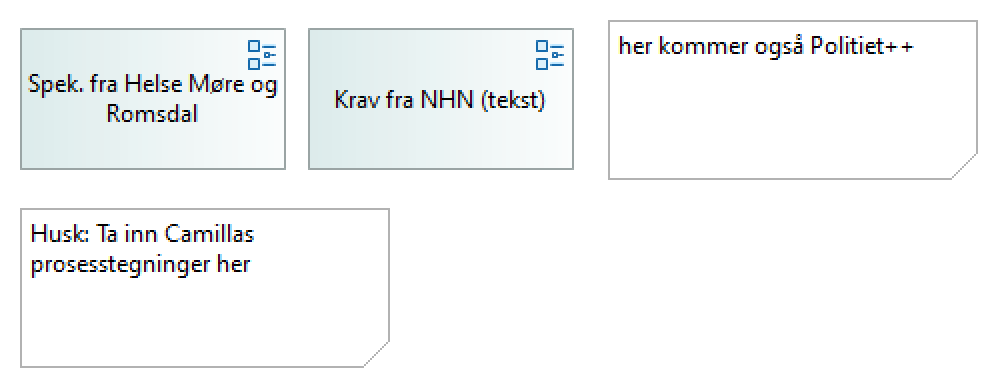 Spek. fra Helse Møre og
Romsdal
Krav fra NHN (tekst)
her kommer også Politiet++
Husk: Ta inn Camillas
prosesstegninger her